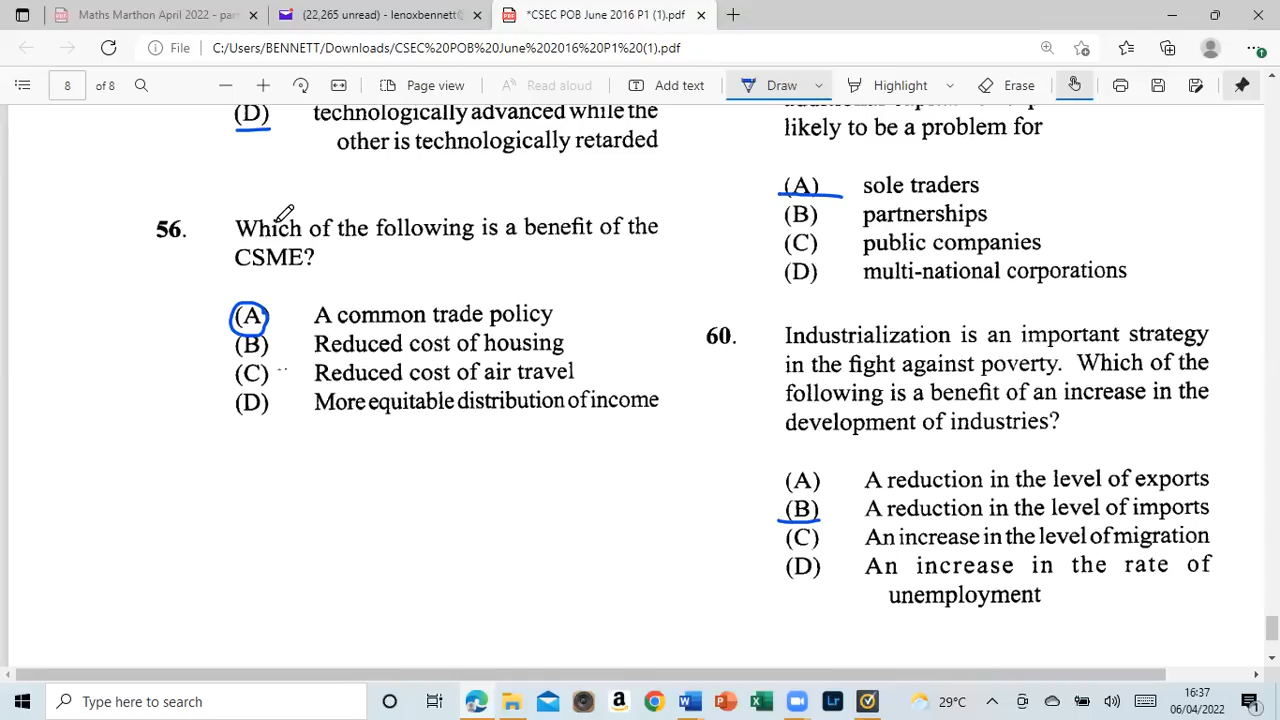 Maths Marthon April 2022 - par
(22,265 unread) - lenoxbennett
*CSEC POB June 2016 P1 (1).pdf
File
C:/Users/BENNETT/Downloads/CSEC%20POB%20June%202016%20P1%20(1).pdf
8 of 8
Page view
Read aloud
Add text
Draw
Highlight
Erase
(D) technologically advanced while the
other is technologically retarded
56. Which of the following is a benefit of the
CSME?
(A) A common trade policy
(B) Reduced cost of housing
(C) Reduced cost of air travel
(D) More equitable distribution of income
likely to be a problem for
(A) sole traders
(B) partnerships
(C) public companies
(D) multi-national corporations
60. Industrialization is an important strategy
in the fight against poverty. Which of the
following is a benefit of an increase in the
development of industries?
(A) A reduction in the level of exports
(B) A reduction in the level of imports
(C) An increase in the level of migration
(D) An increase in the rate of
unemployment
Type here to search
29°C
16:37
06/04/2022